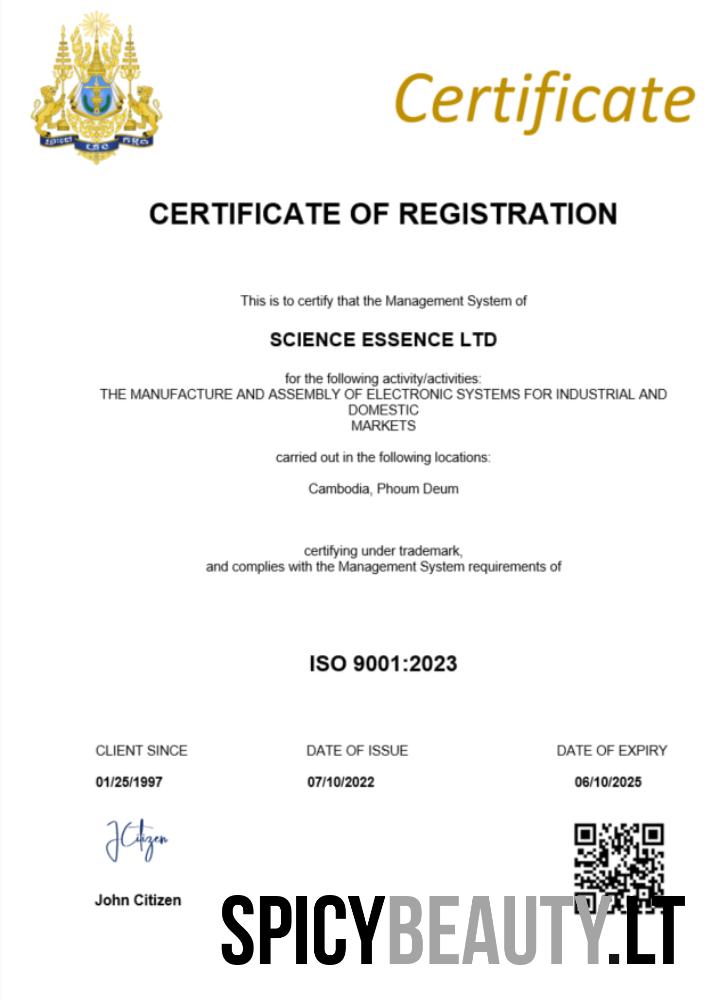 Certificate
CERTIFICATE OF REGISTRATION
This is to certify that the Management System of
SCIENCE ESSENCE LTD
for the following activity/activities:
THE MANUFACTURE AND ASSEMBLY OF ELECTRONIC SYSTEMS FOR INDUSTRIAL AND
DOMESTIC
MARKETS
carried out in the following locations:
Cambodia, Phoum Deum
certifying under trademark,
and complies with the Management System requirements of
ISO 9001:2023
CLIENT SINCE DATE OF ISSUE DATE OF EXPIRY
01/25/1997 07/10/2022 06/10/2025
JCitizen
John Citizen
SPICYBEAUTY.LT